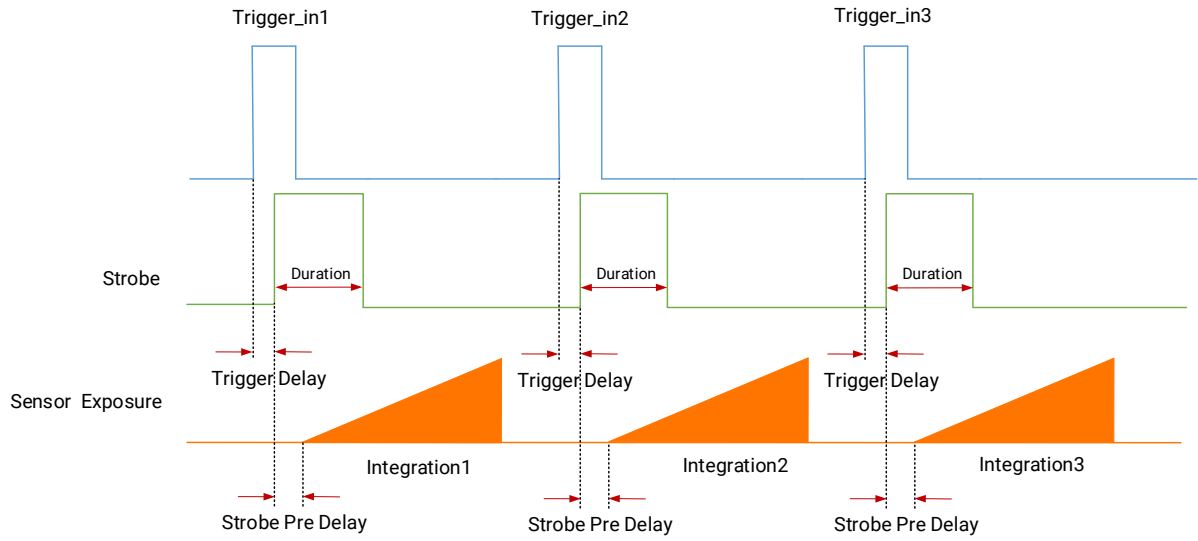 Trigger_in1
Trigger_in2
Trigger_in3
Strobe
Duration
Duration
Duration
Trigger Delay
Trigger Delay
Trigger Delay
Sensor Exposure
Integration1
Integration2
Integration3
Strobe Pre Delay
Strobe Pre Delay
Strobe Pre Delay